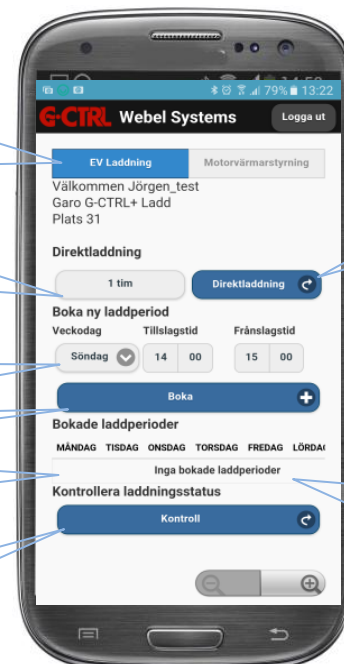 79% 13:22
G-CTRL Webel Systems Logga ut
EV Laddning Motorvärmarstyrning
Välkommen Jörgen_test
Garo G-CTRL+ Ladd
Plats 31
Direktladdning
1 tim Direktladdning
Boka ny laddperiod
Veckodag Tillslagstid Frånslagstid
Söndag 14 00 15 00
Boka
Bokade laddperioder
MÅNDAG TISDAG ONSDAG TORSDAG FREDAG LÖRDA
Inga bokade laddperioder
Kontrollera laddningsstatus
Kontroll